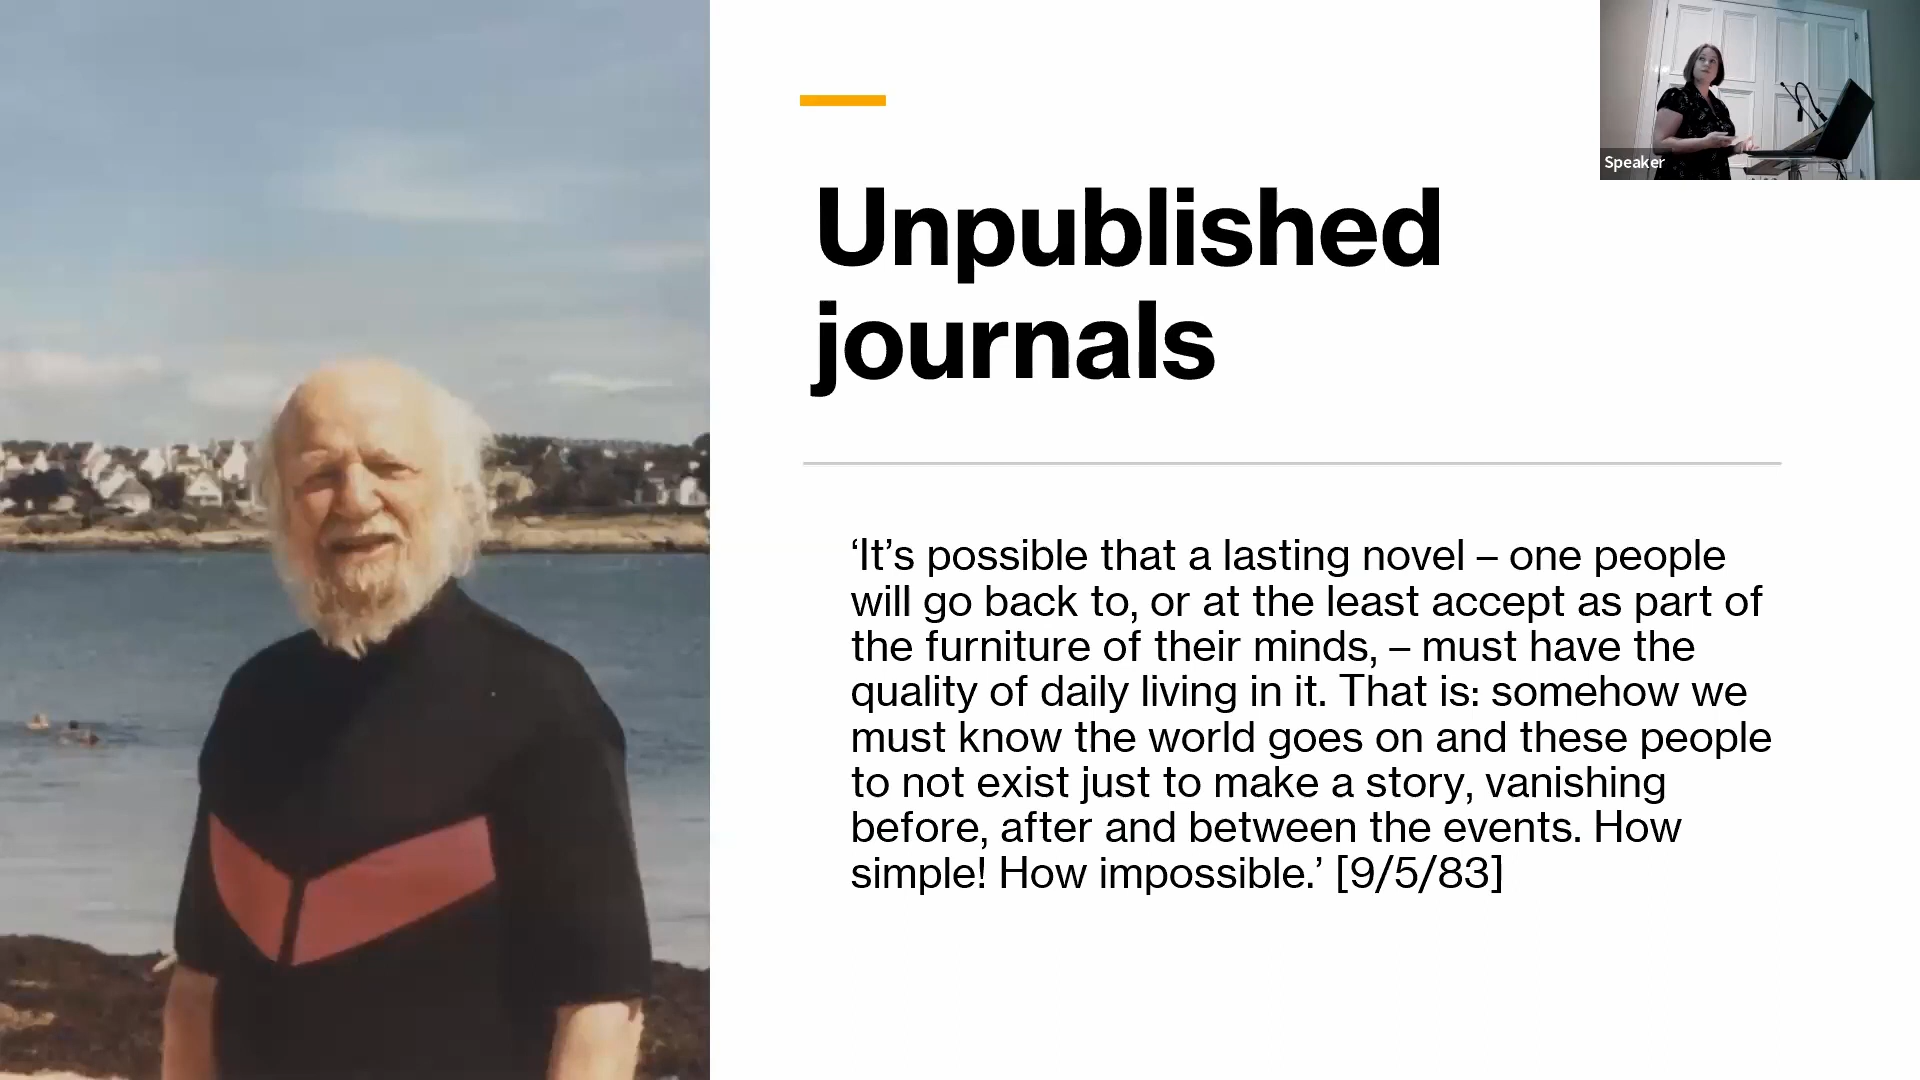 Speaker
Unpublished
journals
‘It’s possible that a lasting novel – one people
will go back to, or at the least accept as part of
the furniture of their minds, – must have the
quality of daily living in it. That is: somehow we
must know the world goes on and these people
to not exist just to make a story, vanishing
before, after and between the events. How
simple! How impossible.’ [9/5/83]